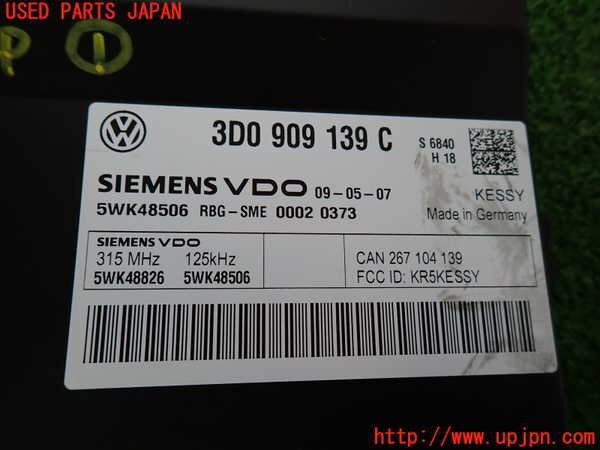 USED PARTS JAPAN
P 1
VW
3D0 909 139 C
S 6840
H 18
SIEMENS VDO 09-05-07
KESSY
5WK48506 RBG-SME 0002 0373
Made in Germany
SIEMENS VDO
315 MHz 125kHz
CAN 267 104 139
5WK48826 5WK48506
FCC ID: KR5KESSY
http://www.upjpn.com/